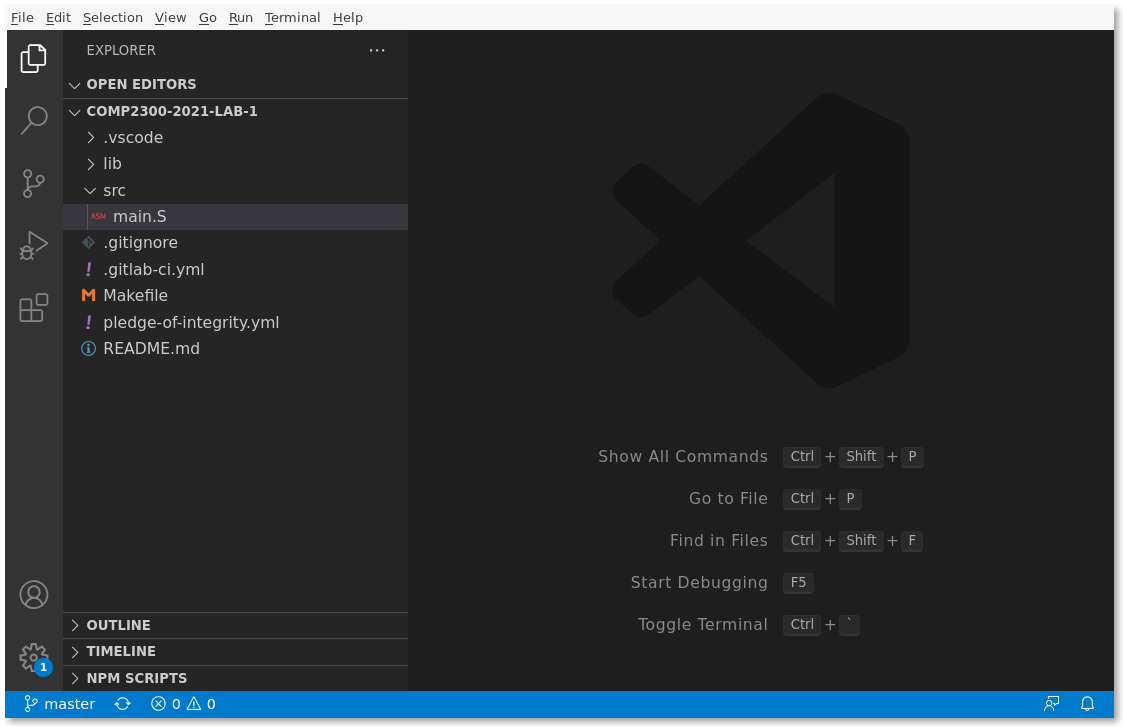 File Edit Selection View Go Run Terminal Help
EXPLORER ...
OPEN EDITORS
COMP2300-2021-LAB-1
.vscode
lib
src
ASM main.S
.gitignore
! .gitlab-ci.yml
M Makefile
! pledge-of-integrity.yml
README.md
Show All Commands Ctrl + Shift + P
Go to File Ctrl + P
Find in Files Ctrl + Shift + F
Start Debugging F5
Toggle Terminal Ctrl + `
OUTLINE
TIMELINE
1
NPM SCRIPTS
master 0 0